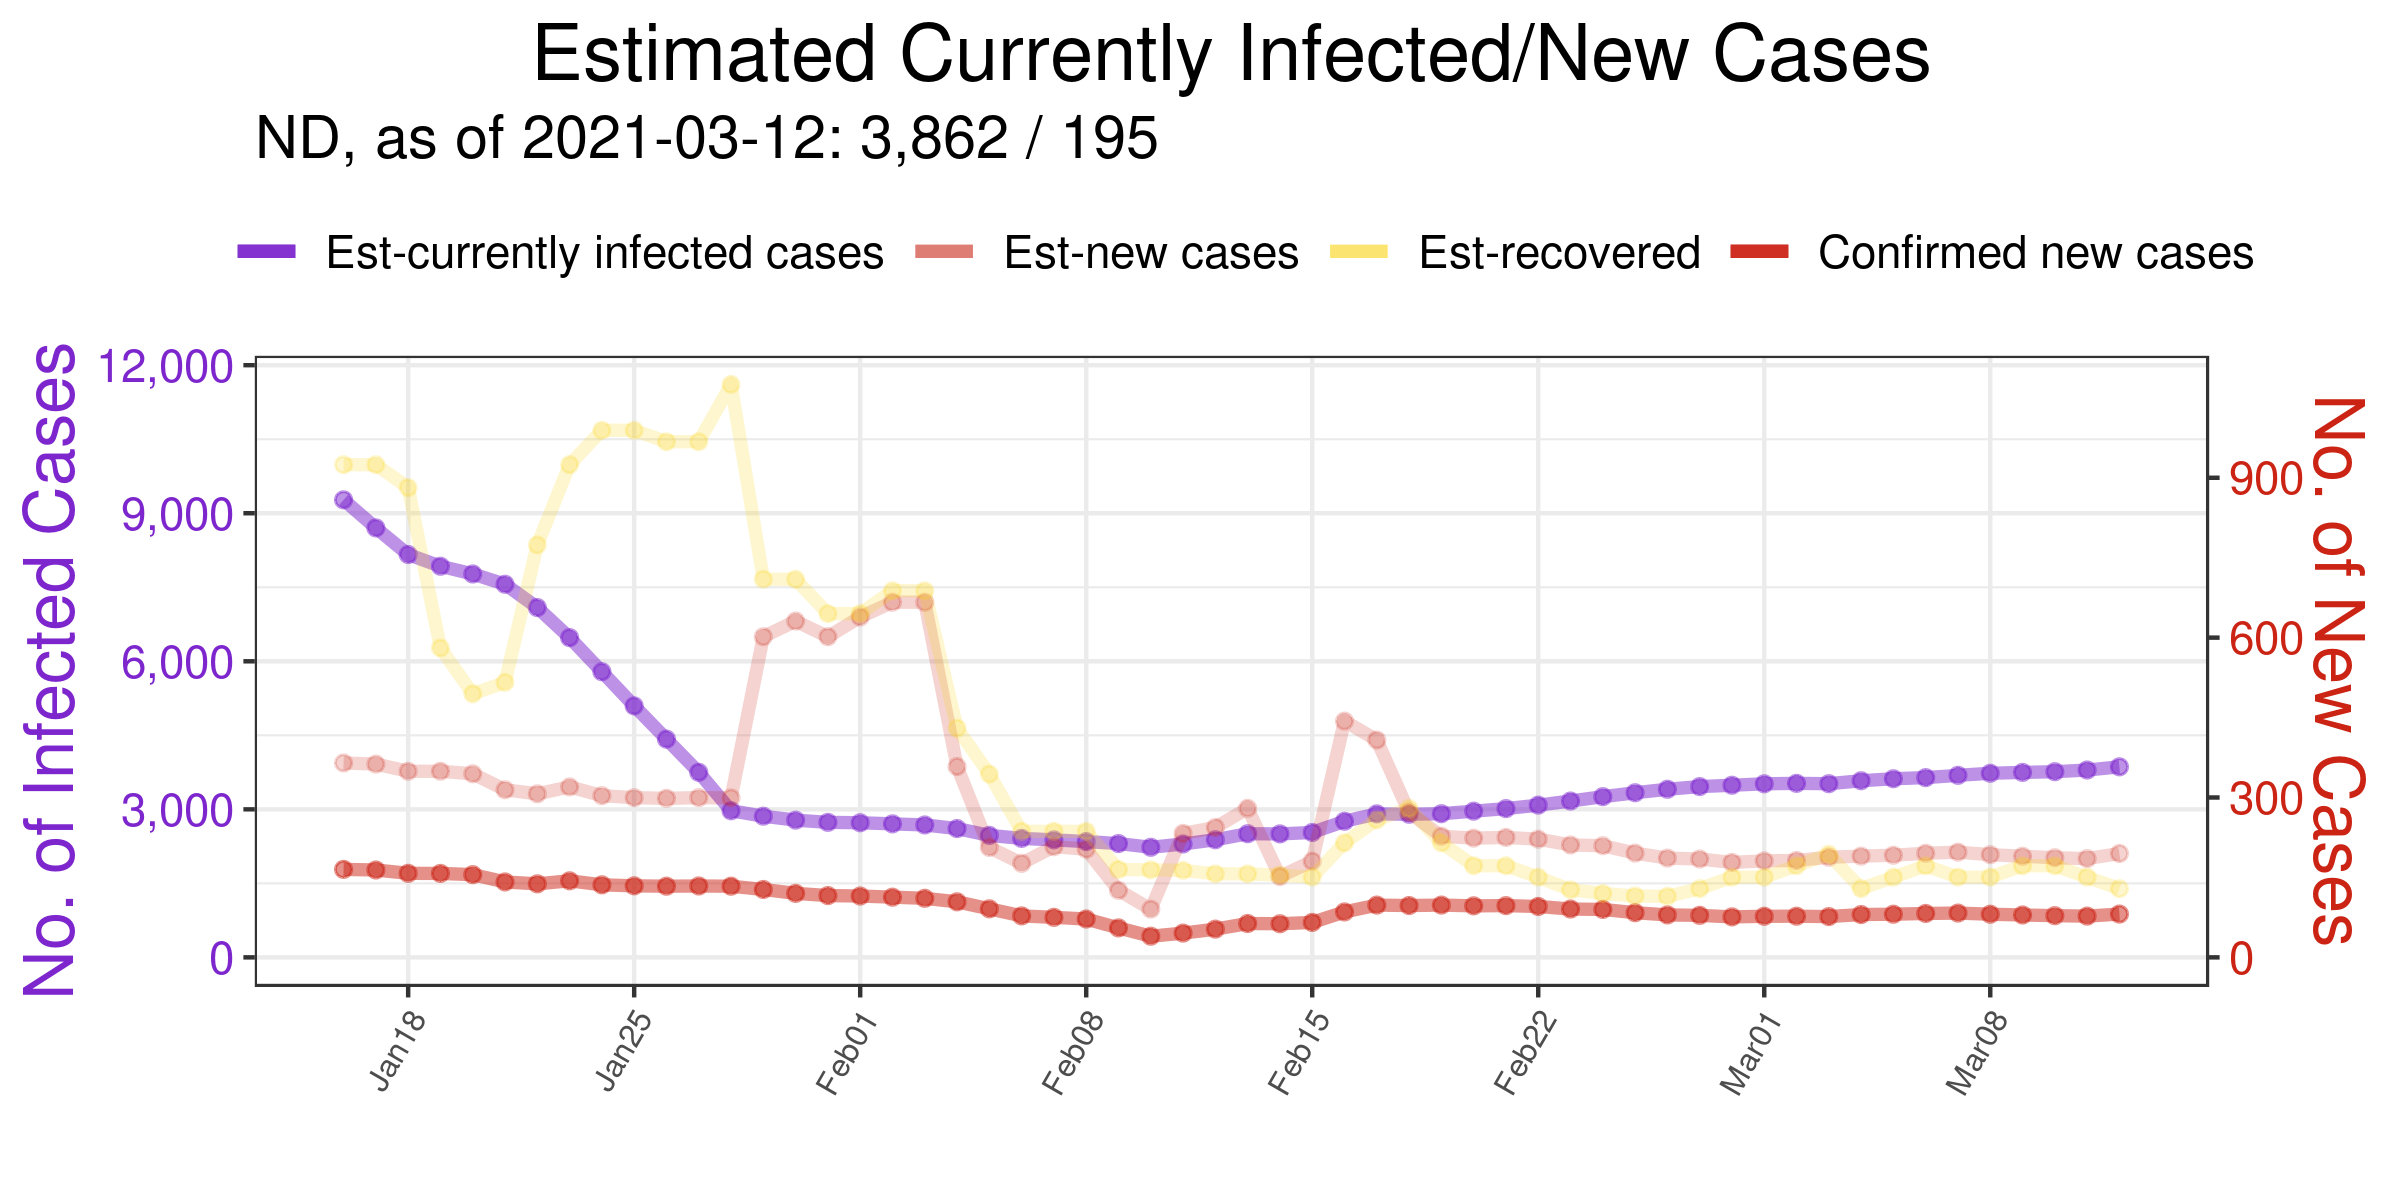 Estimated Currently Infected/New Cases
ND, as of 2021-03-12: 3,862 / 195
Est-currently infected cases
Est-new cases
Est-recovered
Confirmed new cases
No. of Infected Cases
12,000
9,000
6,000
3,000
0
900
600
300
0
No. of New Cases
Jan18
Jan25
Feb01
Feb08
Feb15
Feb22
Mar01
Mar08